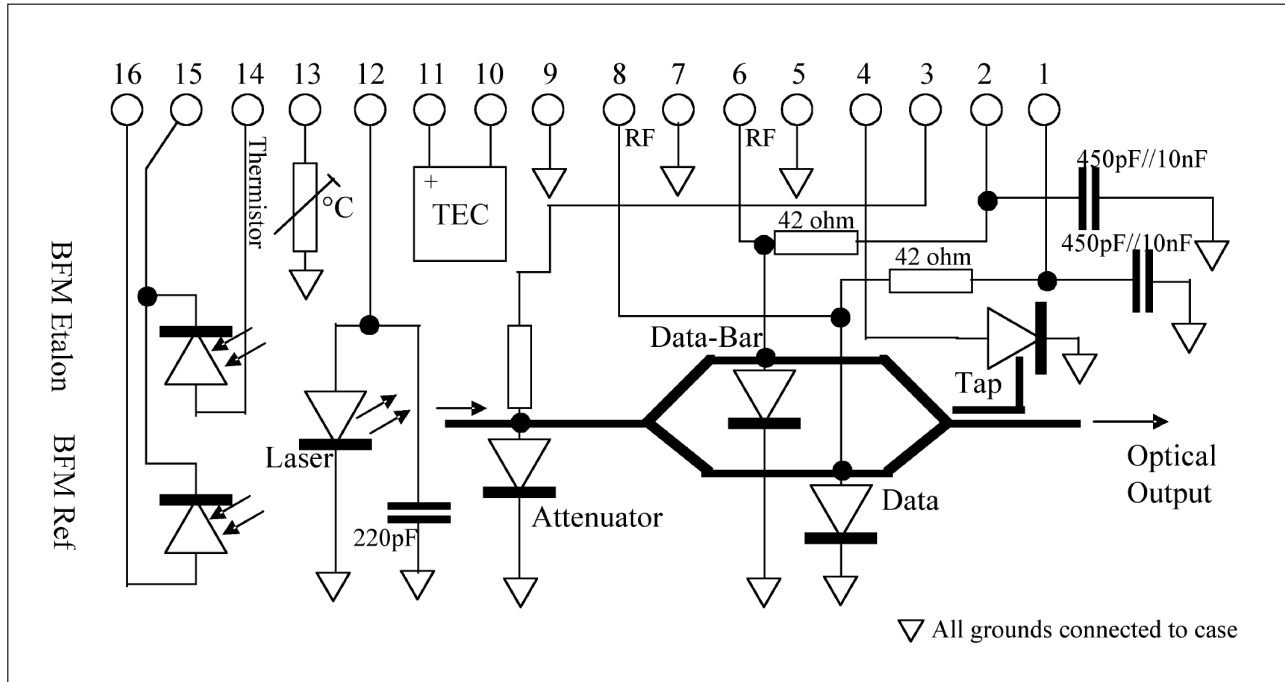 16 15 14 13 12 11 10 9 8 7 6 5 4 3 2 1
RF
RF
Thermistor
°C
+
TEC
450pF//10nF
42 ohm
450pF//10nF
42 ohm
BFM Etalon
Data-Bar
Tap
Laser
BFM Ref
Attenuator
Data
Optical
Output
220pF
All grounds connected to case